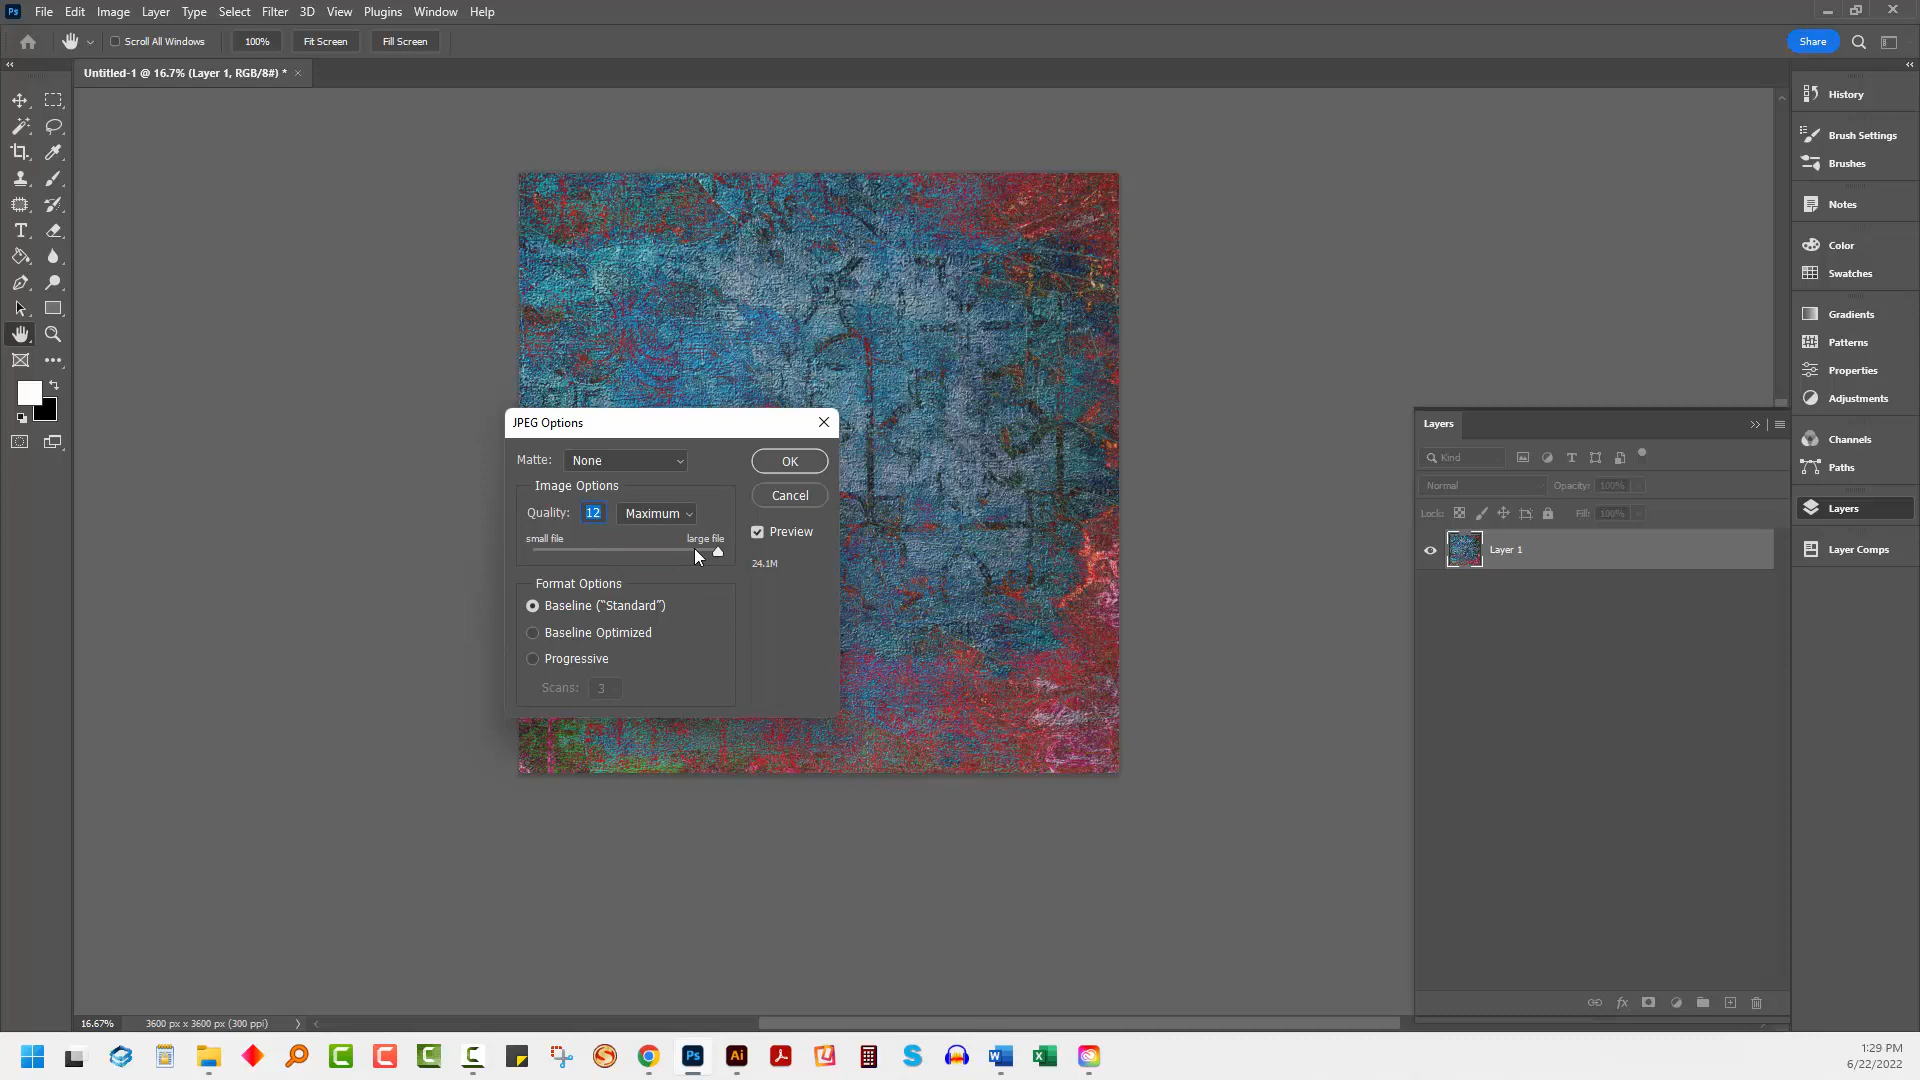 Ps File Edit Image Layer Type Select Filter 3D View Plugins Window Help
Scroll All Windows 100% Fit Screen Fill Screen Share
Untitled-1 @ 16.7% (Layer 1, RGB/8#) * ×
History
Brush Settings
Brushes
Notes
Color
Swatches
Gradients
Patterns
Properties
Adjustments
Channels
Paths
Layers
Layer Comps
JPEG Options
Matte: None
OK
Image Options
Cancel
Quality: 12 Maximum
Preview
small file large file
24.1M
Format Options
Baseline (“Standard”)
Baseline Optimized
Progressive
Scans: 3
Layers
Kind
Normal Opacity: 100%
Lock: Fill: 100%
Layer 1
fx
16.67% 3600 px x 3600 px (300 ppi)
Ps Ai
1:29 PM
6/22/2022